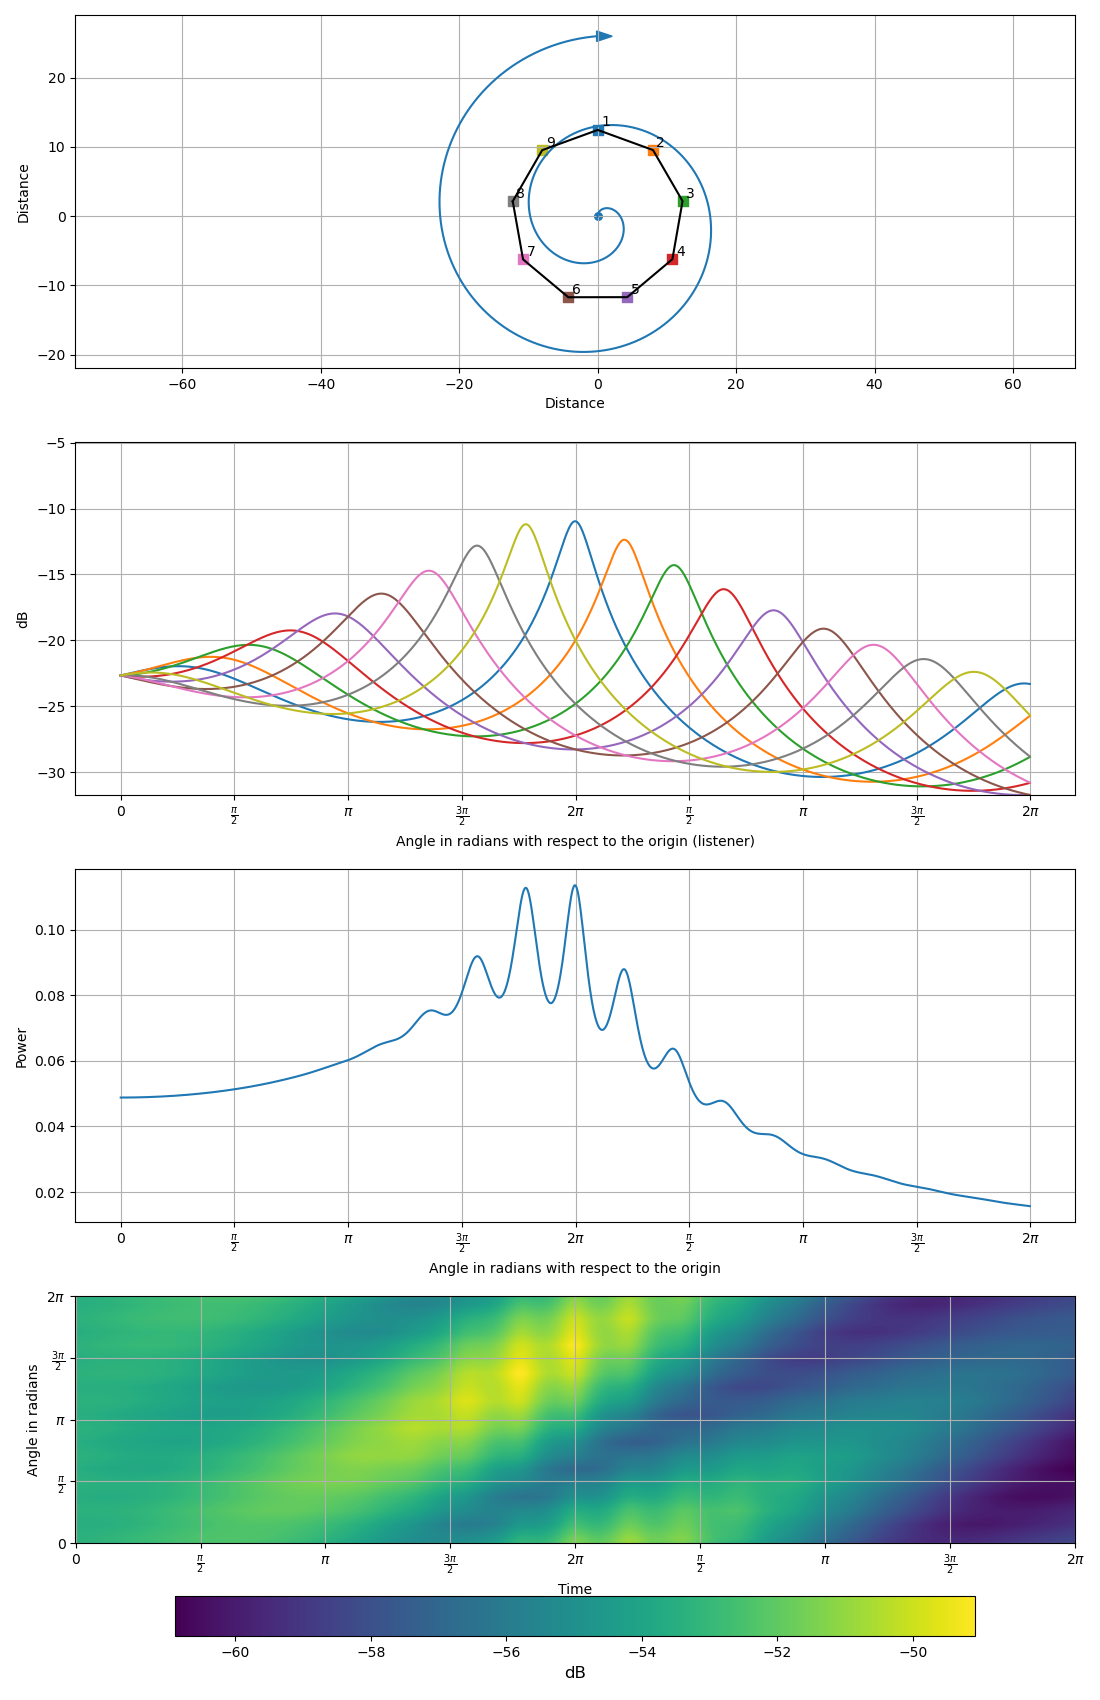 20
10
0
−10
−20
Distance
1
2
3
4
5
6
7
8
9
−60 −40 −20 0 20 40 60
Distance
−5
−10
−15
−20
−25
−30
dB
0 π/2 π 3π/2 2π π/2 π 3π/2 2π
Angle in radians with respect to the origin (listener)
0.10
0.08
0.06
0.04
0.02
Power
0 π/2 π 3π/2 2π π/2 π 3π/2 2π
Angle in radians with respect to the origin
2π
3π/2
π
π/2
0
Angle in radians
0 π/2 π 3π/2 2π π/2 π 3π/2 2π
Time
−60 −58 −56 −54 −52 −50
dB